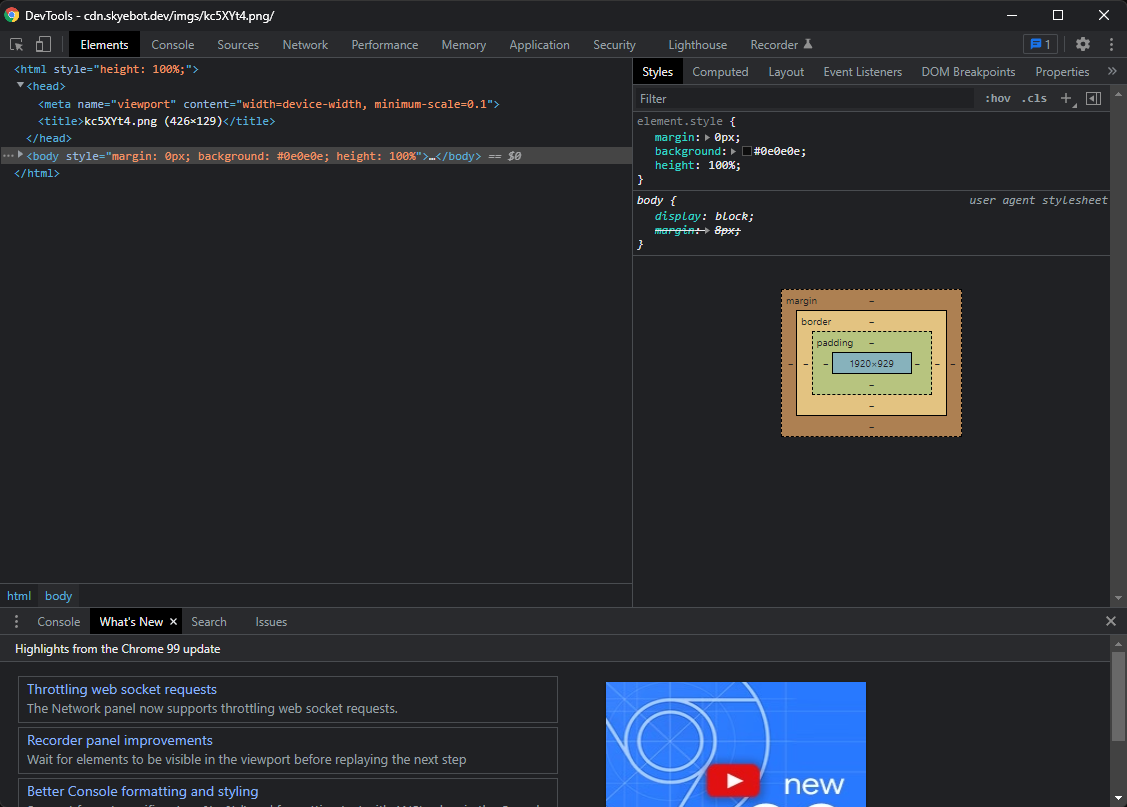 DevTools - cdn.skyebot.dev/imgs/kc5XYt4.png/
Elements Console Sources Network Performance Memory Application Security Lighthouse Recorder 1
<html style="height: 100%;">
<head>
<meta name="viewport" content="width=device-width, minimum-scale=0.1">
<title>kc5XYt4.png (426×129)</title>
</head>
<body style="margin: 0px; background: #0e0e0e; height: 100%">…</body> == $0
</html>
html body
Styles Computed Layout Event Listeners DOM Breakpoints Properties »
Filter :hov .cls +
element.style {
margin: 0px;
background: #0e0e0e;
height: 100%;
}
body { user agent stylesheet
display: block;
margin: 8px;
}
margin –
border –
padding –
– – – 1920×929 – – –
–
–
–
Console What's New × Search Issues
Highlights from the Chrome 99 update
Throttling web socket requests
The Network panel now supports throttling web socket requests.
Recorder panel improvements
Wait for elements to be visible in the viewport before replaying the next step
Better Console formatting and styling
new